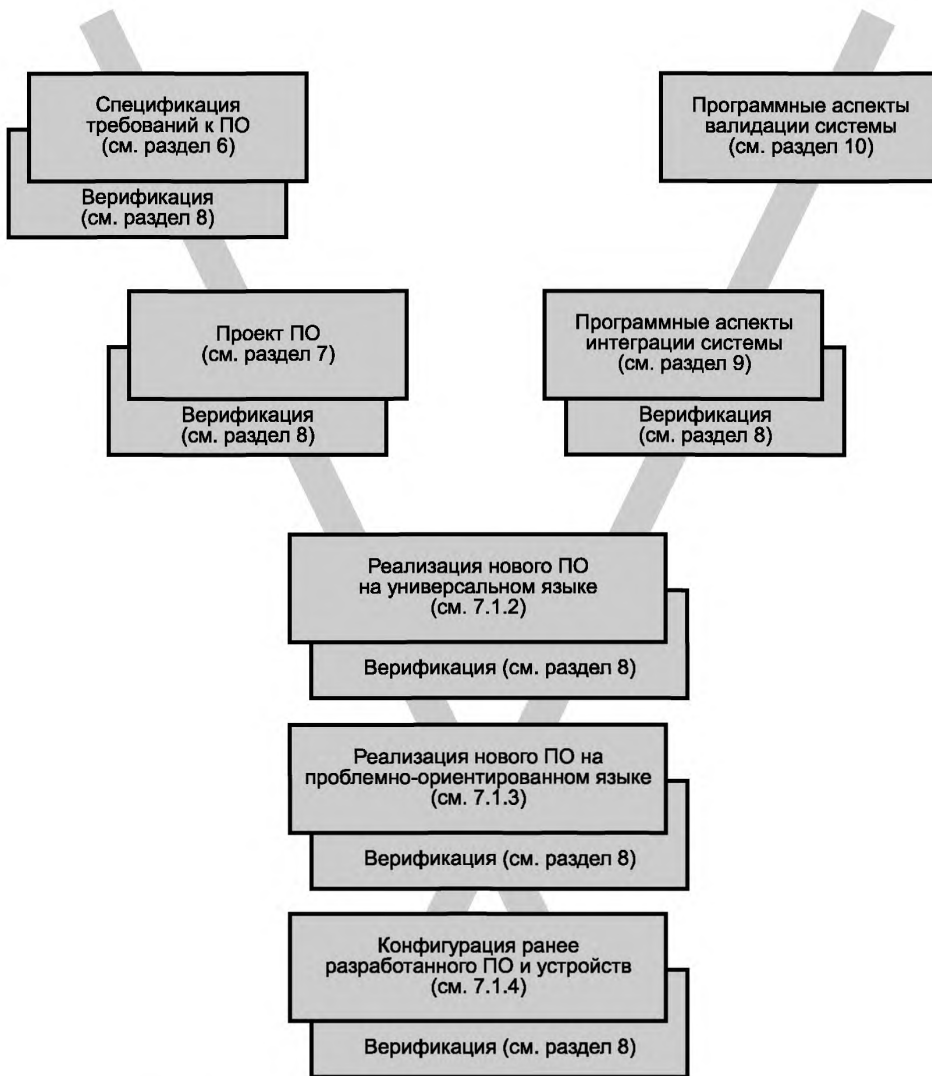 Спецификация
требований к ПО
(см. раздел 6)
Верификация
(см. раздел 8)
Программные аспекты
валидации системы
(см. раздел 10)
Проект ПО
(см. раздел 7)
Верификация
(см. раздел 8)
Программные аспекты
интеграции системы
(см. раздел 9)
Верификация
(см. раздел 8)
Реализация нового ПО
на универсальном языке
(см. 7.1.2)
Верификация (см. раздел 8)
Реализация нового ПО на
проблемно-ориентированном языке
(см. 7.1.3)
Верификация (см. раздел 8)
Конфигурация ранее
разработанного ПО и устройств
(см. 7.1.4)
Верификация (см. раздел 8)